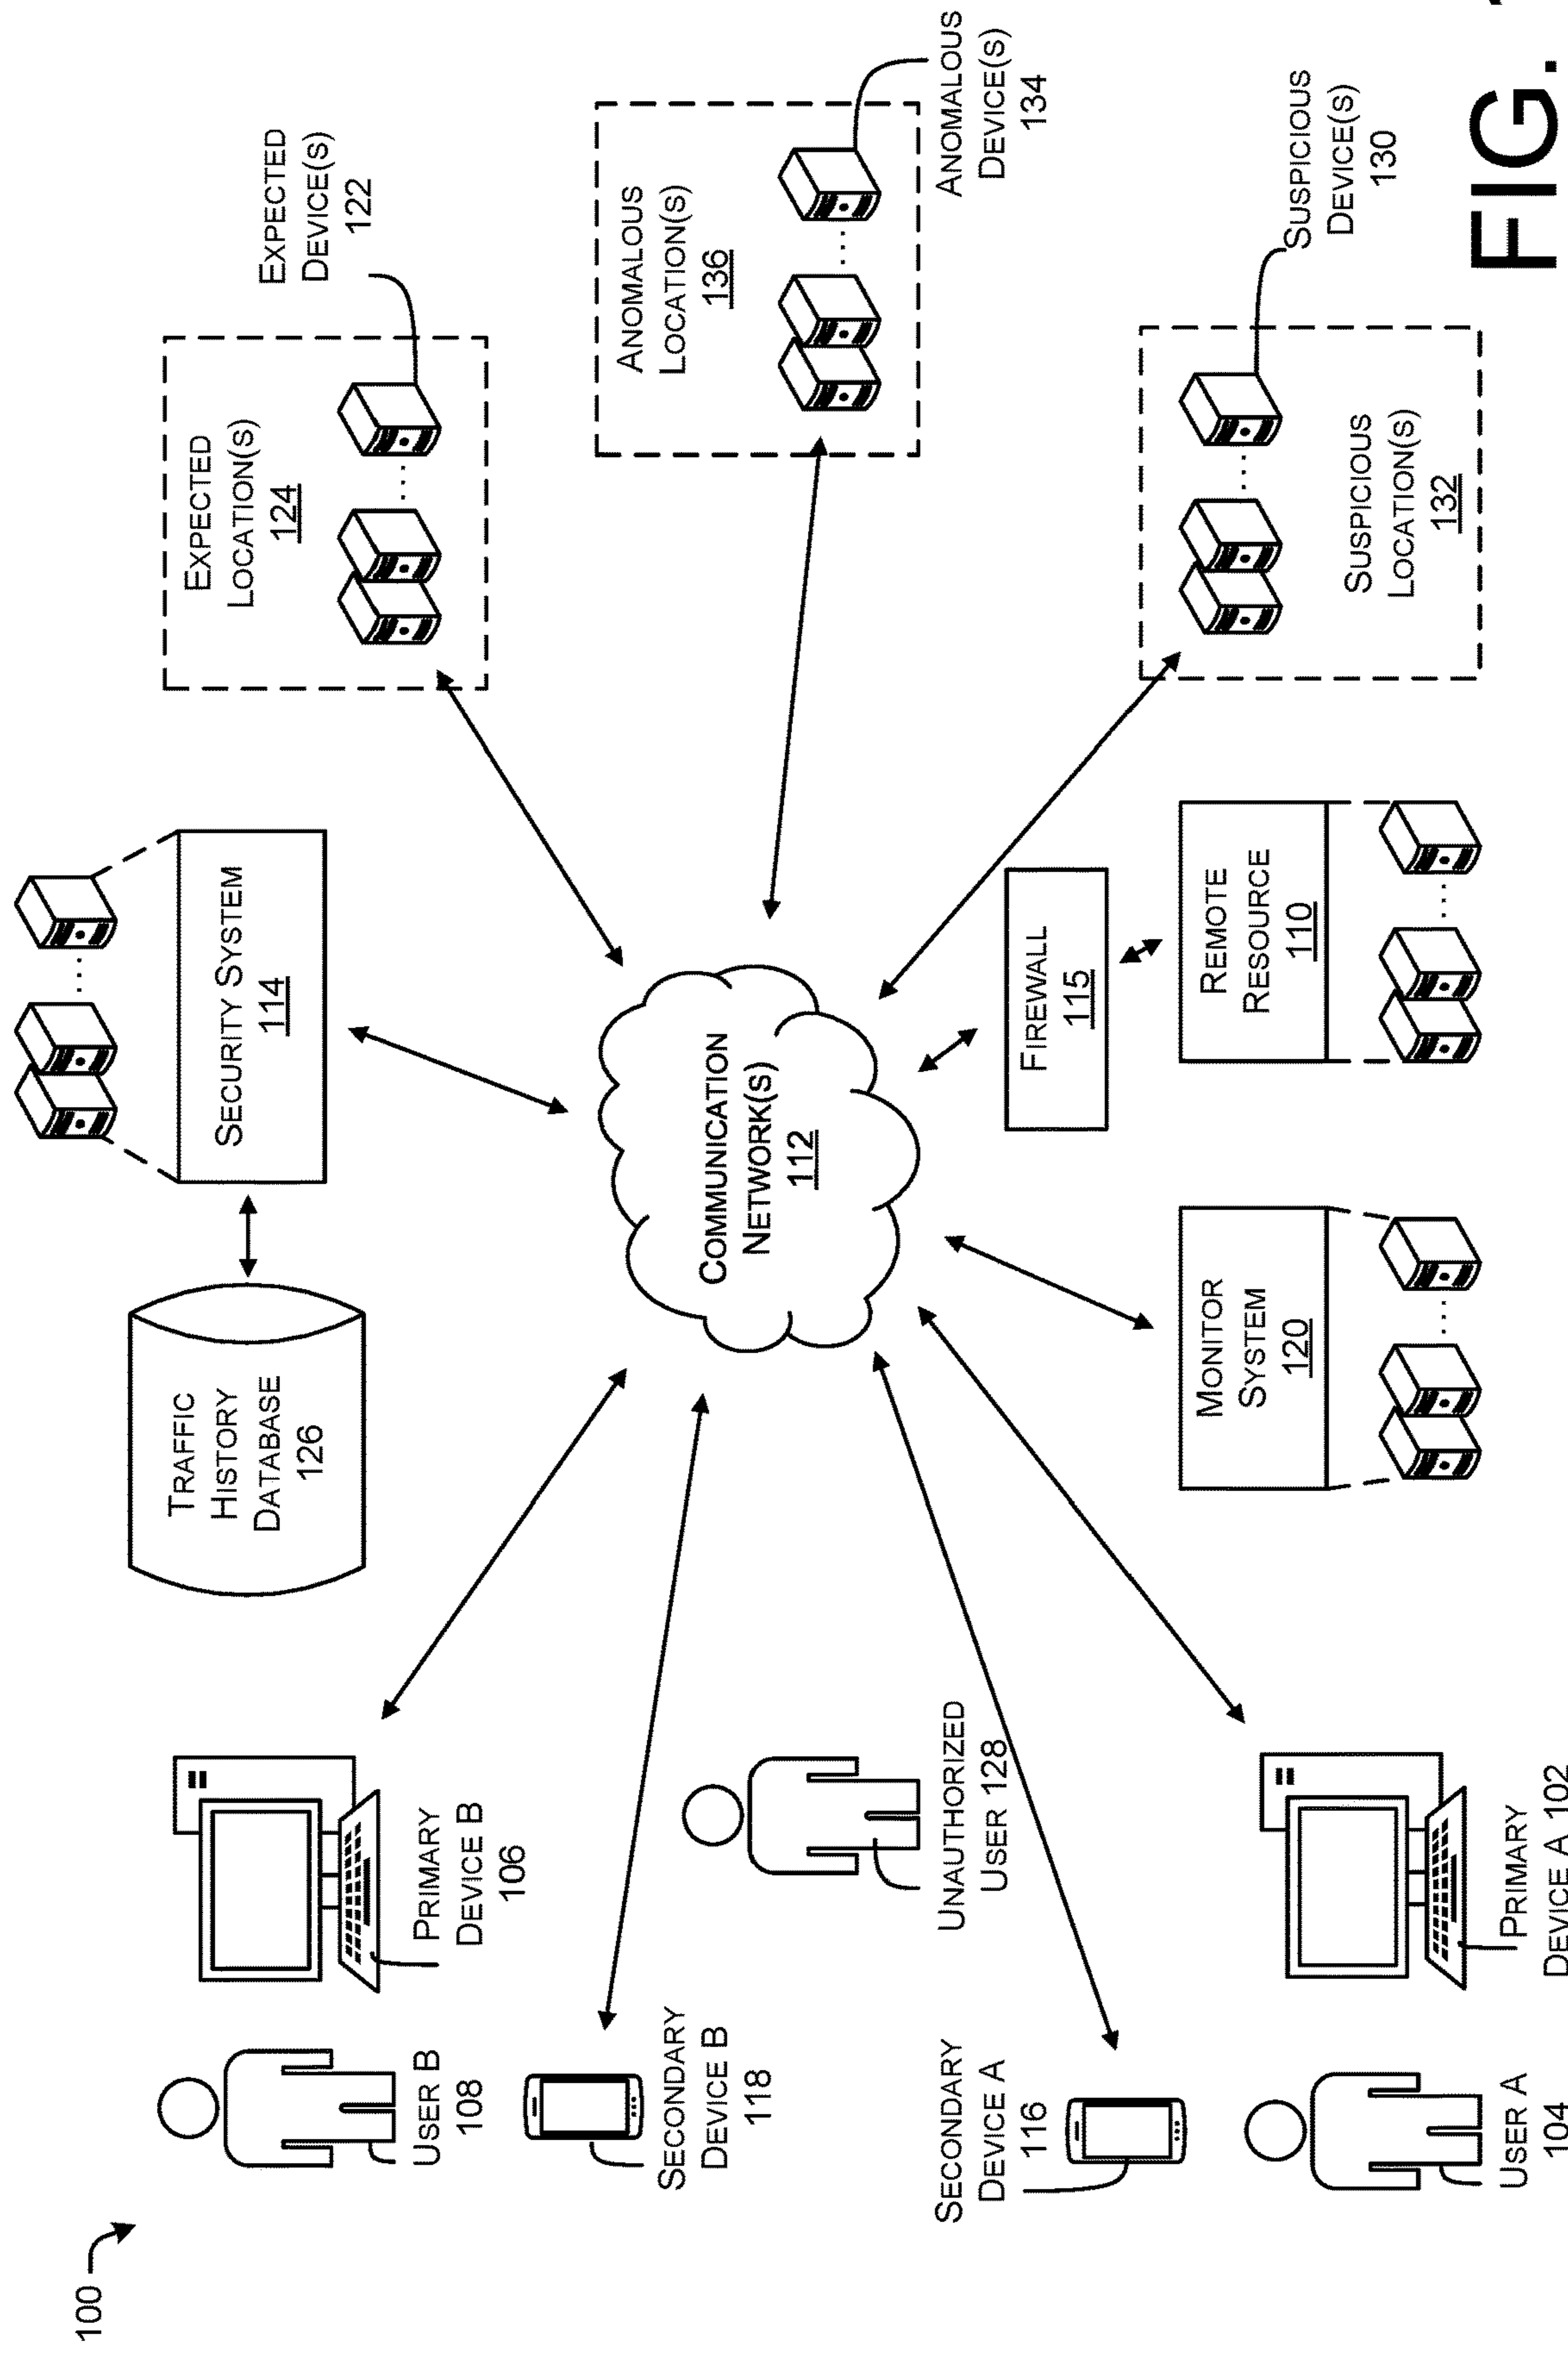 100
USER B
108
PRIMARY
DEVICE B
106
TRAFFIC
HISTORY
DATABASE
126
SECURITY SYSTEM
114
EXPECTED
LOCATION(S)
124
EXPECTED
DEVICE(S)
122
SECONDARY
DEVICE B
118
UNAUTHORIZED
USER 128
COMMUNICATION
NETWORK(S)
112
ANOMALOUS
LOCATION(S)
136
ANOMALOUS
DEVICE(S)
134
SECONDARY
DEVICE A
116
USER A
104
PRIMARY
DEVICE A 102
MONITOR
SYSTEM
120
FIREWALL
115
REMOTE
RESOURCE
110
SUSPICIOUS
LOCATION(S)
132
SUSPICIOUS
DEVICE(S)
130
FIG.